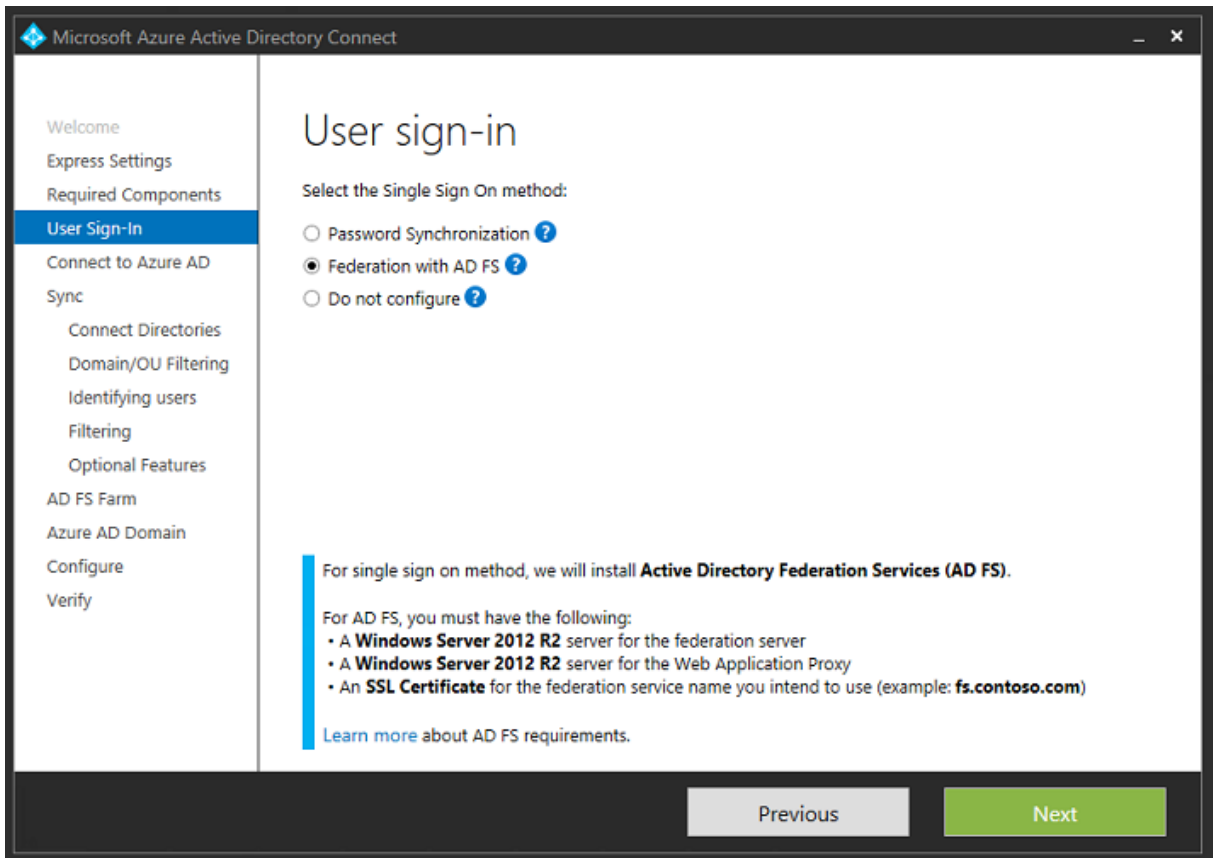 Microsoft Azure Active Directory Connect
Welcome
Express Settings
Required Components
User Sign-In
Connect to Azure AD
Sync
Connect Directories
Domain/OU Filtering
Identifying users
Filtering
Optional Features
AD FS Farm
Azure AD Domain
Configure
Verify
User sign-in
Select the Single Sign On method:
Password Synchronization ?
Federation with AD FS ?
Do not configure ?
For single sign on method, we will install Active Directory Federation Services (AD FS).
For AD FS, you must have the following:
• A Windows Server 2012 R2 server for the federation server
• A Windows Server 2012 R2 server for the Web Application Proxy
• An SSL Certificate for the federation service name you intend to use (example: fs.contoso.com)
Learn more about AD FS requirements.
Previous
Next